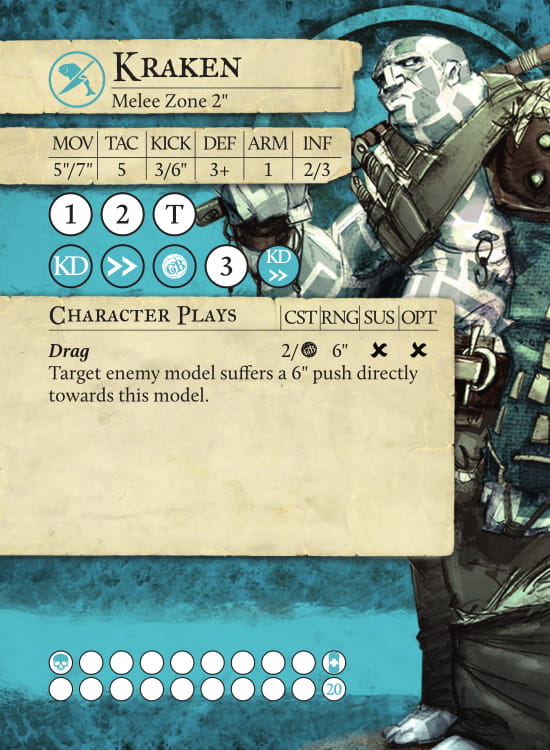 Kraken
Melee Zone 2"
MOV TAC KICK DEF ARM INF
5"/7" 5 3/6" 3+ 1 2/3
1 2 T
KD >> GB 3 KD >>
Character Plays CST RNG SUS OPT
Drag 2/GB 6" ✖ ✖
Target enemy model suffers a 6" push directly
towards this model.
20